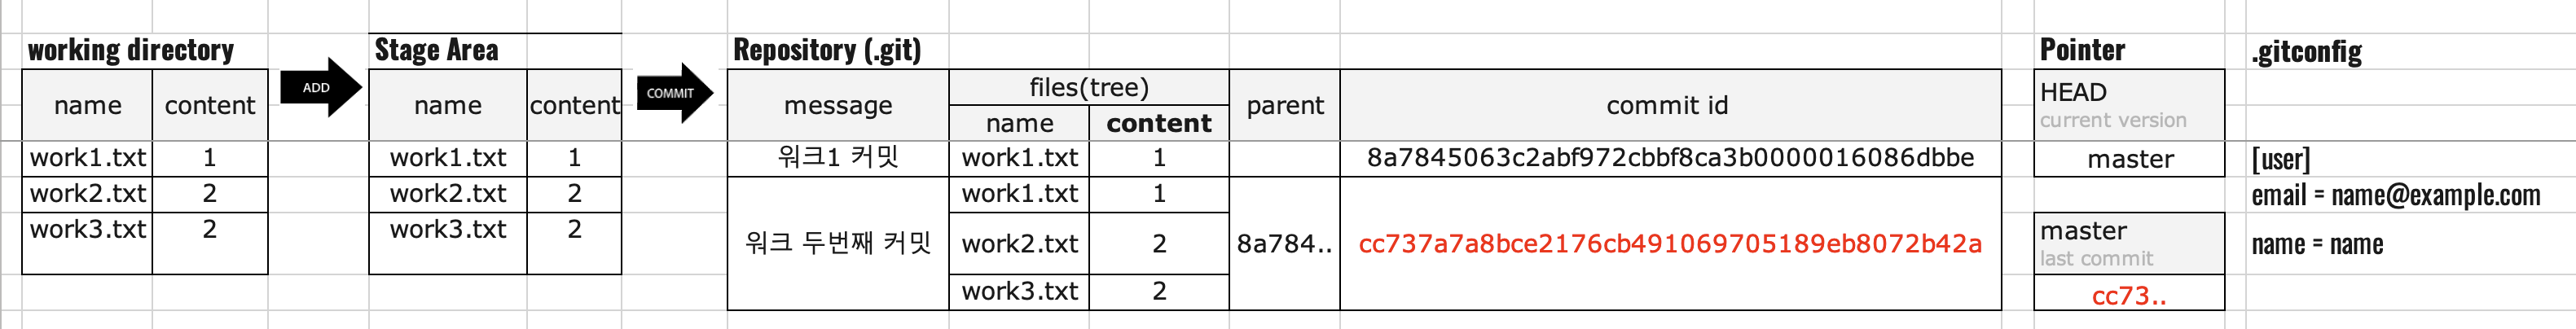 working directory
Stage Area
Repository (.git)
Pointer
.gitconfig
ADD
COMMIT
name content
name content
message files(tree) parent commit id
name content
HEAD
current version
work1.txt 1 work1.txt 1 워크1 커밋 work1.txt 1 8a7845063c2abf972cbbf8ca3b0000016086dbbe master [user]
work2.txt 2 work2.txt 2 work1.txt 1 email = name@example.com
work3.txt 2 work3.txt 2 워크 두번째 커밋 work2.txt 2 8a784.. cc737a7a8bce2176cb491069705189eb8072b42a master name = name
last commit
work3.txt 2 cc73..